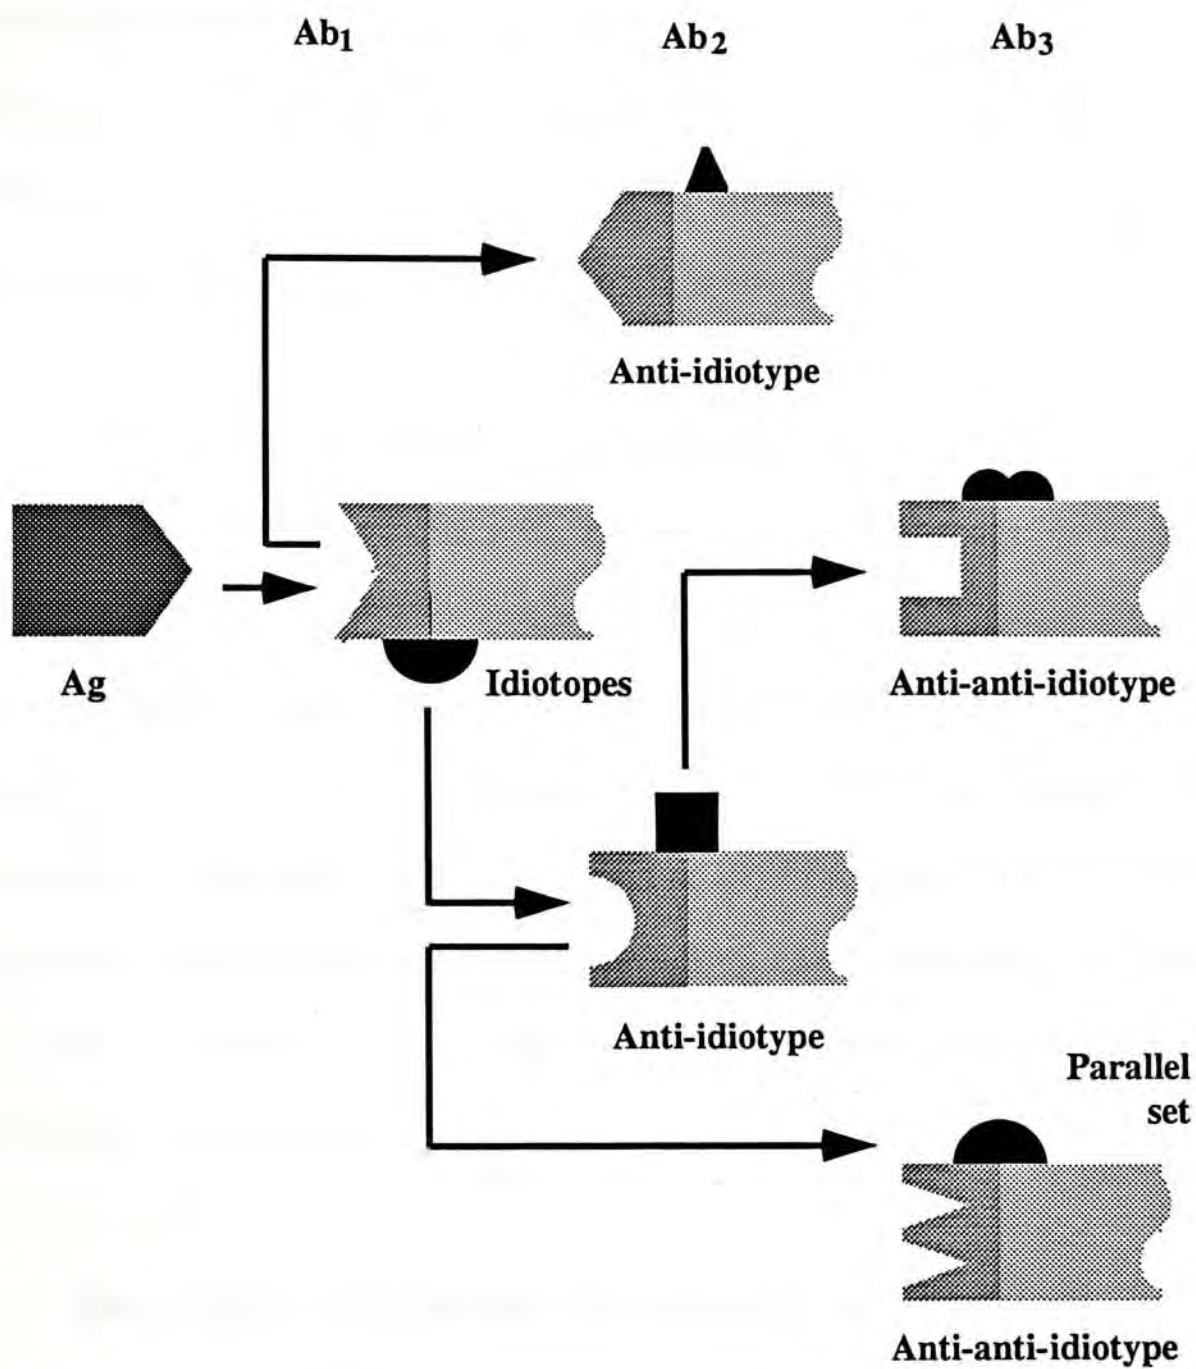 Ab1 Ab2 Ab3
Anti-idiotype
Ag
Idiotopes
Anti-anti-idiotype
Anti-idiotype
Parallel
set
Anti-anti-idiotype